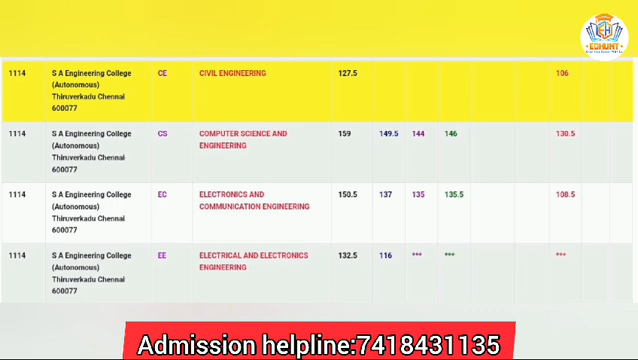 EDHUNT
1114 S A Engineering College CE CIVIL ENGINEERING 127.5 106
(Autonomous)
Thiruverkadu Chennai
600077
1114 S A Engineering College CS COMPUTER SCIENCE AND 159 149.5 144 146 130.5
(Autonomous) ENGINEERING
Thiruverkadu Chennai
600077
1114 S A Engineering College EC ELECTRONICS AND 150.5 137 135 135.5 108.5
(Autonomous) COMMUNICATION ENGINEERING
Thiruverkadu Chennai
600077
1114 S A Engineering College EE ELECTRICAL AND ELECTRONICS 132.5 116 *** *** ***
(Autonomous) ENGINEERING
Thiruverkadu Chennai
600077
Admission helpline:7418431135